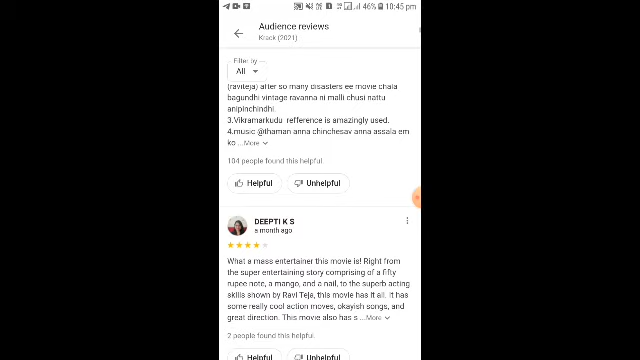 46% 10:45 pm
Audience reviews
Krack (2021)
Filter by
All
(raviteja) after so many disasters ee movie chala
bagundhi vintage ravanna ni malli chusi nattu
anipinchindhi.
3.Vikramarkudu refference is amazingly used.
4.music @thaman anna chinchesav anna assala em
ko ...More
104 people found this helpful.
Helpful Unhelpful
DEEPTI K S
a month ago
What a mass entertainer this movie is! Right from
the super entertaining story comprising of a fifty
rupee note, a mango, and a nail, to the superb acting
skills shown by Ravi Teja, this movie has it all. It has
some really cool action moves, okayish songs, and
great direction. This movie also has s ...More
2 people found this helpful.
Helpful Unhelpful